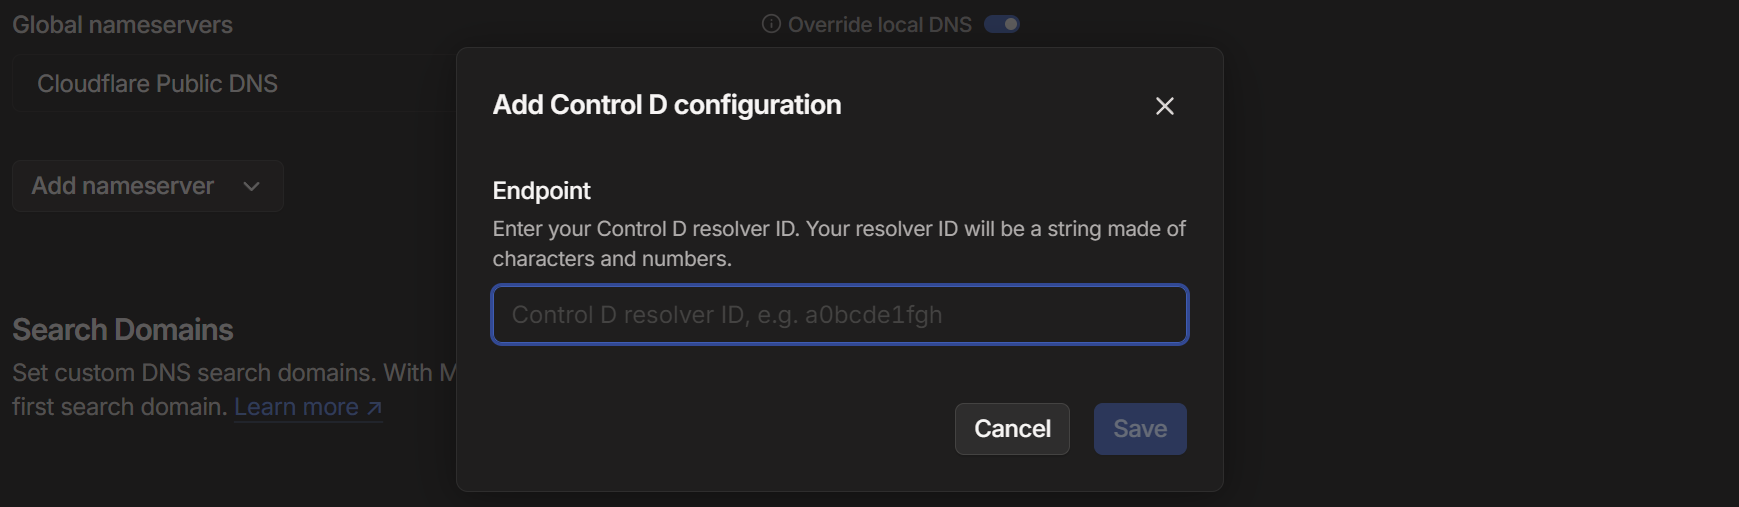 Global nameservers
Override local DNS
Cloudflare Public DNS
Add Control D configuration
Add nameserver
Endpoint
Enter your Control D resolver ID. Your resolver ID will be a string made of
characters and numbers.
Control D resolver ID, e.g. a0bcde1fgh
Search Domains
Set custom DNS search domains. With M
first search domain. Learn more ↗
Cancel
Save